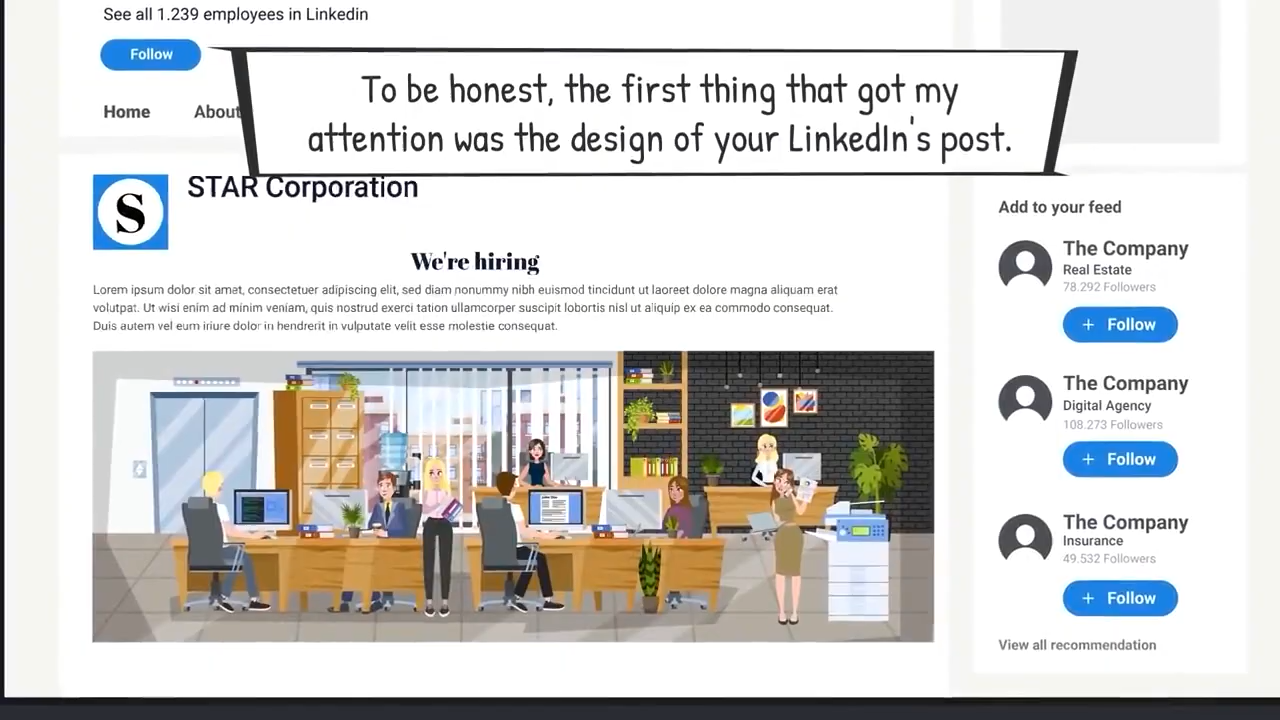 See all 1.239 employees in Linkedin
Follow
To be honest, the first thing that got my
attention was the design of your LinkedIn's post.
Home
About
S
STAR Corporation
We're hiring
Lorem ipsum dolor sit amet, consectetuer adipiscing elit, sed diam nonummy nibh euismod tincidunt ut laoreet dolore magna aliquam erat
volutpat. Ut wisi enim ad minim veniam, quis nostrud exerci tation ullamcorper suscipit lobortis nisl ut aliquip ex ea commodo consequat.
Duis autem vel eum iriure dolor in hendrerit in vulputate velit esse molestie consequat.
Add to your feed
The Company
Real Estate
78.292 Followers
+ Follow
The Company
Digital Agency
108.273 Followers
+ Follow
The Company
Insurance
49.532 Followers
+ Follow
View all recommendation